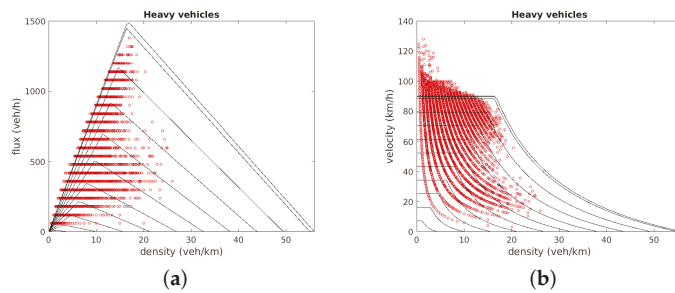 Heavy vehicles
1500
1000
500
0
flux (veh/h)
0 10 20 30 40 50
density (veh/km)
(a)
Heavy vehicles
140
120
100
80
60
40
20
0
velocity (km/h)
0 10 20 30 40 50
density (veh/km)
(b)